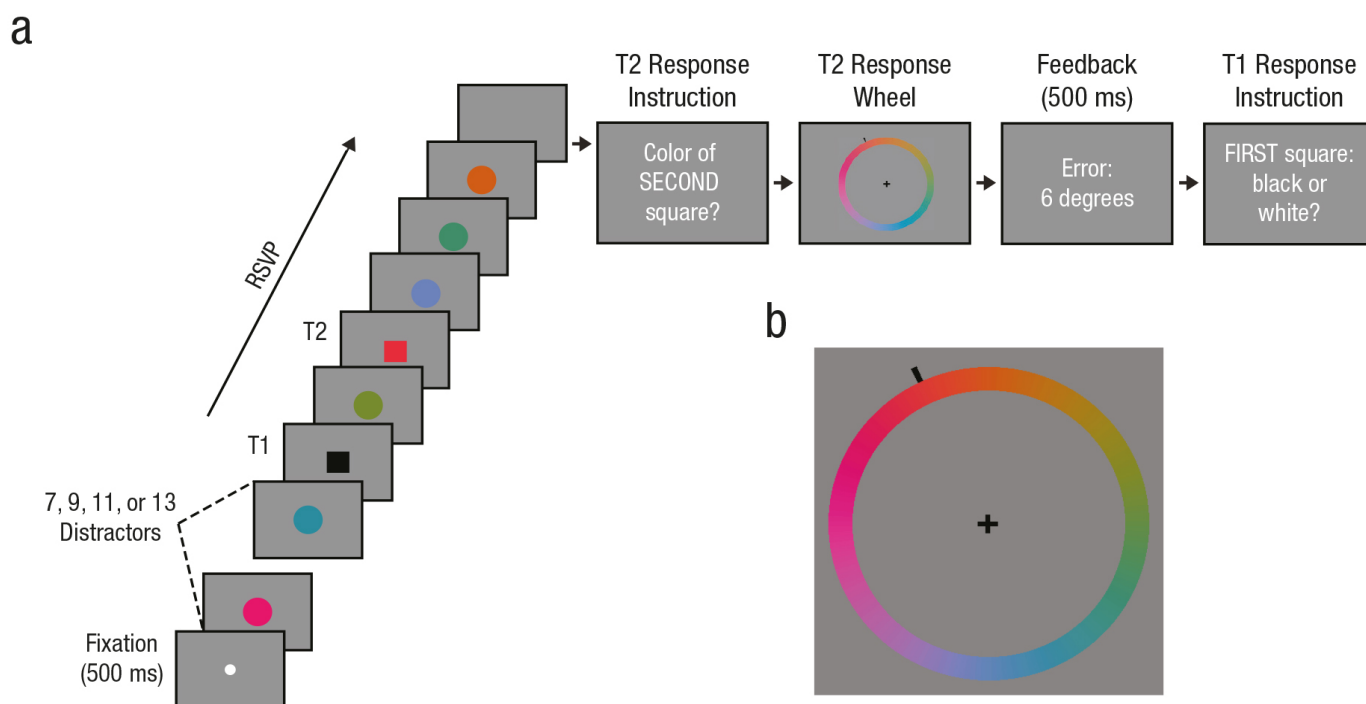 a
T2 Response
Instruction
T2 Response
Wheel
Feedback
(500 ms)
T1 Response
Instruction
Color of
SECOND
square?
Error:
6 degrees
FIRST square:
black or
white?
RSVP
T2
T1
7, 9, 11, or 13
Distractors
Fixation
(500 ms)
b